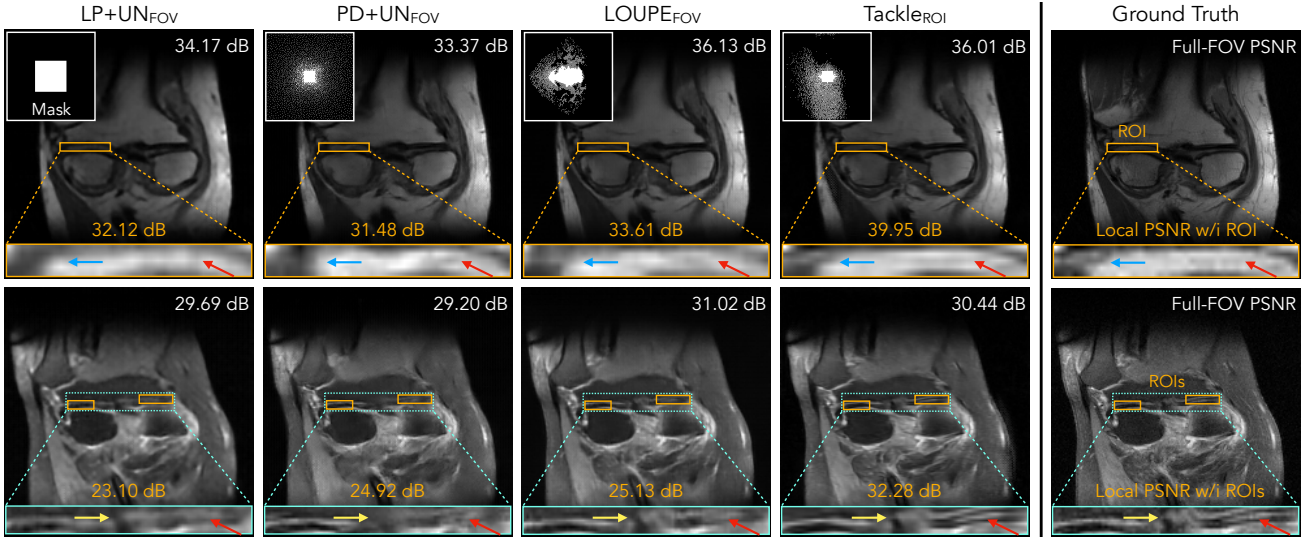 LP+UNFOV
PD+UNFOV
LOUPEFOV
TackleROI
Ground Truth
34.17 dB
33.37 dB
36.13 dB
36.01 dB
Full-FOV PSNR
Mask
ROI
32.12 dB
31.48 dB
33.61 dB
39.95 dB
Local PSNR w/i ROI
29.69 dB
29.20 dB
31.02 dB
30.44 dB
Full-FOV PSNR
ROIs
23.10 dB
24.92 dB
25.13 dB
32.28 dB
Local PSNR w/i ROIs